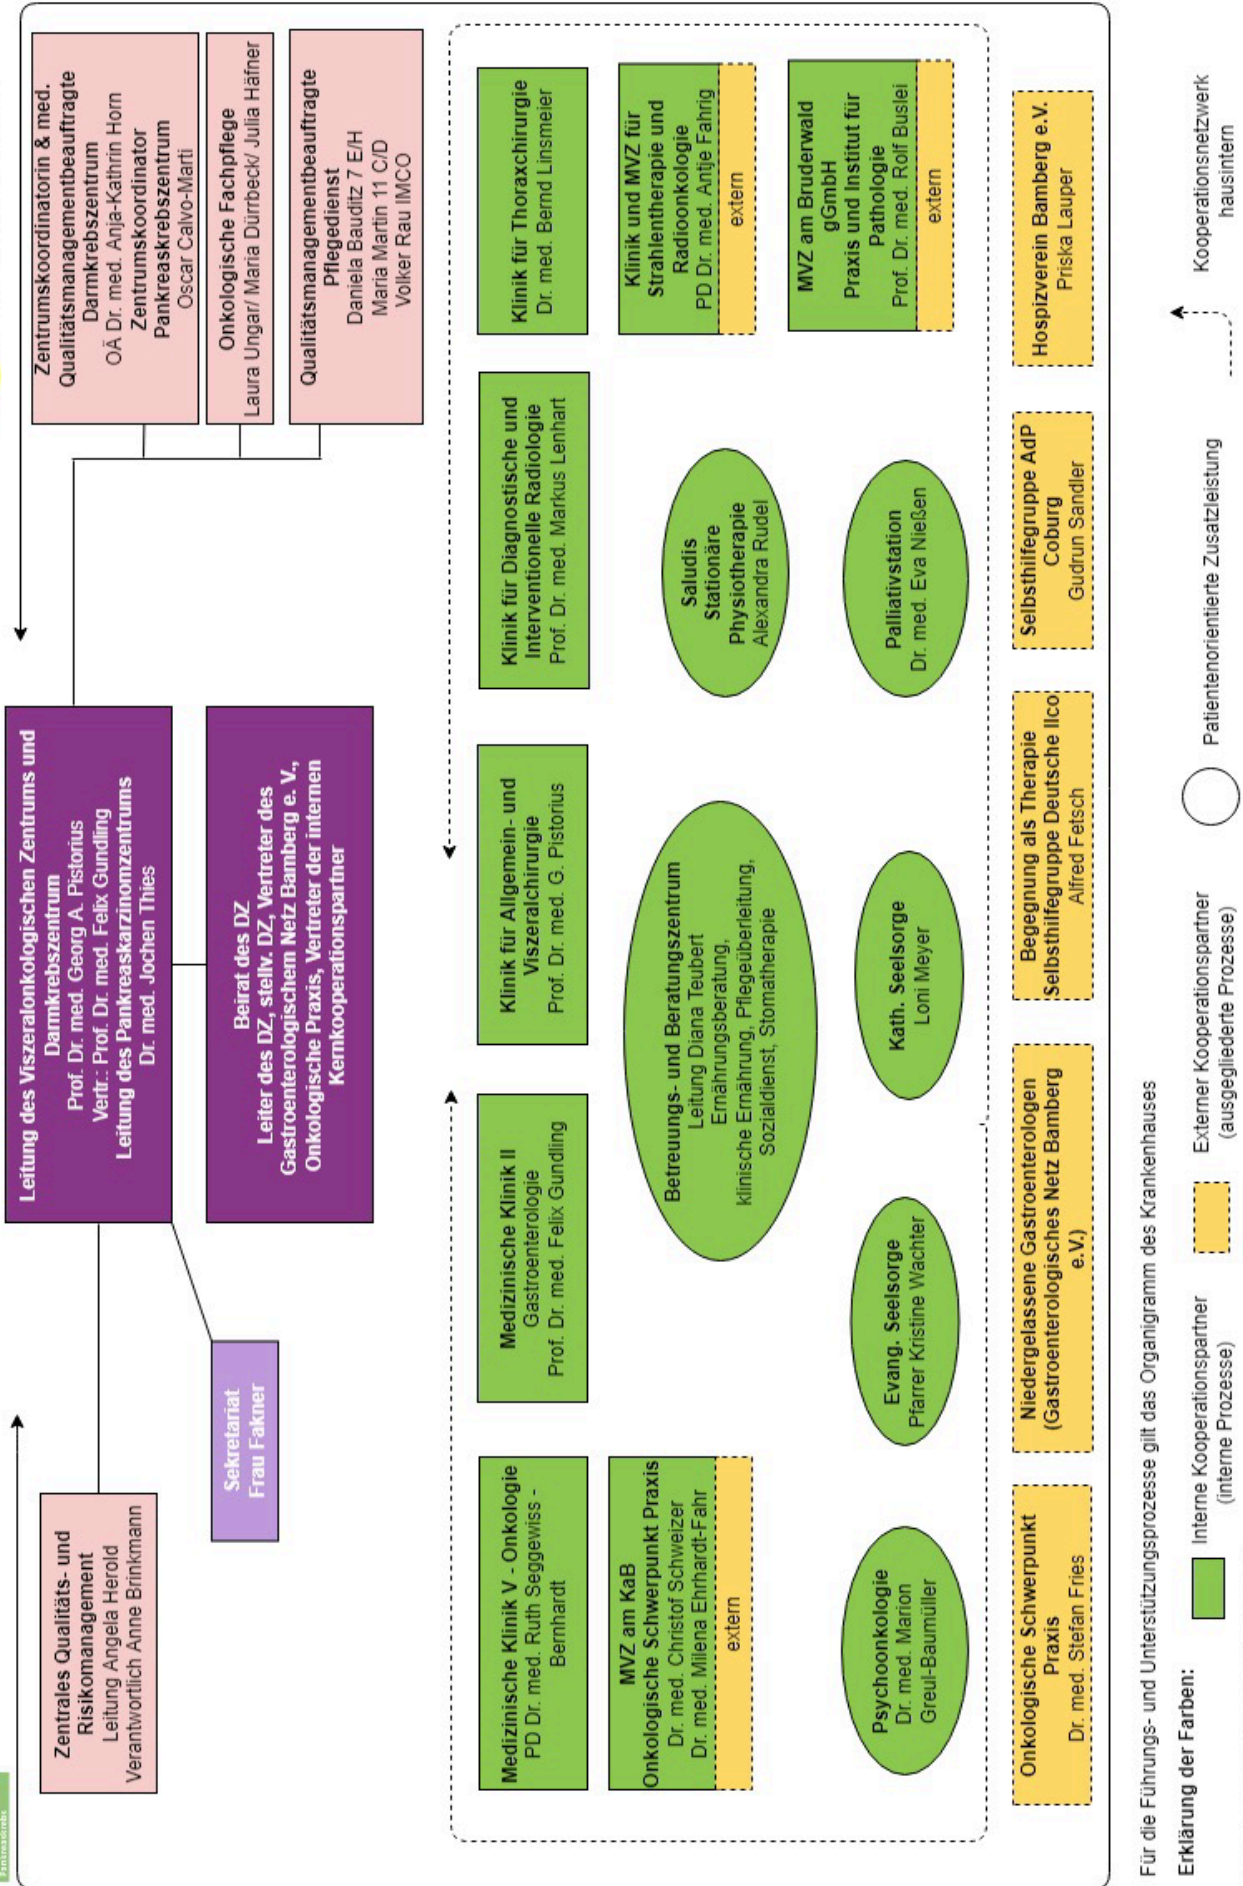 Pankreaskrebs
Leitung des Viszeralonkologischen Zentrums und
Darmkrebszentrum
Prof. Dr. med. Georg A. Pistorius
Vertr.: Prof. Dr. med. Felix Gundling
Leitung des Pankreaskarzinomzentrums
Dr. med. Jochen Thies
Zentrales Qualitäts- und
Risikomanagement
Leitung Angela Herold
Verantwortlich Anne Brinkmann
Sekretariat
Frau Fakner
Beirat des DZ
Leiter des DZ, stellv. DZ, Vertreter des
Gastroenterologischem Netz Bamberg e. V.,
Onkologische Praxis, Vertreter der internen
Kernkooperationspartner
Zentrumskoordinatorin & med.
Qualitätsmanagementbeauftragte
Darmkrebszentrum
OÄ Dr. med. Anja-Kathrin Horn
Zentrumskoordinator
Pankreaskrebszentrum
Oscar Calvo-Marti
Onkologische Fachpflege
Laura Ungar/ Maria Dürrbeck/ Julia Häfner
Qualitätsmanagementbeauftragte
Pflegedienst
Daniela Bauditz 7 E/H
Maria Martin 11 C/D
Volker Rau IMCO
Medizinische Klinik V - Onkologie
PD Dr. med. Ruth Seggewiss -
Bernhardt
Medizinische Klinik II
Gastroenterologie
Prof. Dr. med. Felix Gundling
Klinik für Allgemein- und
Viszeralchirurgie
Prof. Dr. med. G. Pistorius
Klinik für Diagnostische und
Interventionelle Radiologie
Prof. Dr. med. Markus Lenhart
Klinik für Thoraxchirurgie
Dr. med. Bernd Linsmeier
MVZ am KaB
Onkologische Schwerpunkt Praxis
Dr. med. Christof Schweizer
Dr. med. Milena Ehrhardt-Fahr
extern
Betreuungs- und Beratungszentrum
Leitung Diana Teubert
Ernährungsberatung,
klinische Ernährung, Pflegeüberleitung,
Sozialdienst, Stomatherapie
Saludis
Stationäre
Physiotherapie
Alexandra Rudel
Klinik und MVZ für
Strahlentherapie und
Radioonkologie
PD Dr. med. Antje Fahrig
extern
MVZ am Bruderwald
gGmbH
Praxis und Institut für
Pathologie
Prof. Dr. med. Rolf Buslei
extern
Psychoonkologie
Dr. med. Marion
Greul-Baumüller
Evang. Seelsorge
Pfarrer Kristine Wachter
Kath. Seelsorge
Loni Meyer
Palliativstation
Dr. med. Eva Nießen
Onkologische Schwerpunkt
Praxis
Dr. med. Stefan Fries
Niedergelassene Gastroenterologen
(Gastroenterologisches Netz Bamberg
e.V.)
Begegnung als Therapie
Selbsthilfegruppe Deutsche Ilco
Alfred Fetsch
Selbsthilfegruppe AdP
Coburg
Gudrun Sandler
Hospizverein Bamberg e.V.
Priska Lauper
Für die Führungs- und Unterstützungsprozesse gilt das Organigramm des Krankenhauses
Erklärung der Farben:
Interne Kooperationspartner
(interne Prozesse)
Externer Kooperationspartner
(ausgegliederte Prozesse)
Patientenorientierte Zusatzleistung
Kooperationsnetzwerk
hausintern